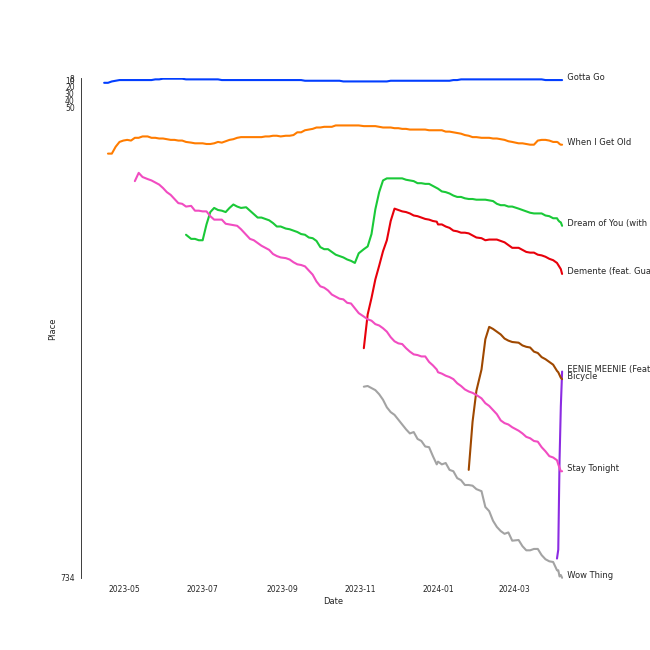 8
10
20
30
40
50
Gotta Go
When I Get Old
Dream of You (with
Demente (feat. Gua
EENIE MEENIE (Feat
Bicycle
Stay Tonight
Wow Thing
734
Place
2023-05
2023-07
2023-09
2023-11
2024-01
2024-03
Date